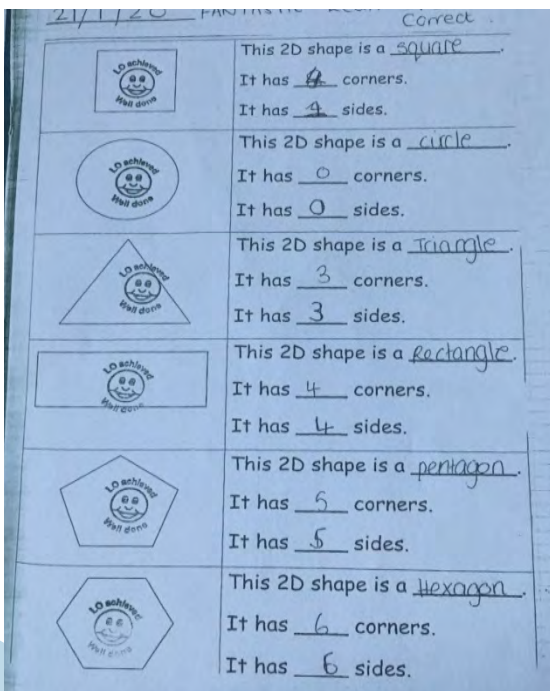 21/1/20 FANTASTIC
Correct.
LO achieved
Well done
This 2D shape is a square.
It has 4 corners.
It has 4 sides.
LO achieved
Well done
This 2D shape is a circle.
It has 0 corners.
It has 0 sides.
LO achieved
Well done
This 2D shape is a Triangle.
It has 3 corners.
It has 3 sides.
LO achieved
Well done
This 2D shape is a Rectangle.
It has 4 corners.
It has 4 sides.
LO achieved
Well done
This 2D shape is a pentagon.
It has 5 corners.
It has 5 sides.
LO achieved
Well done
This 2D shape is a Hexagon.
It has 6 corners.
It has 6 sides.